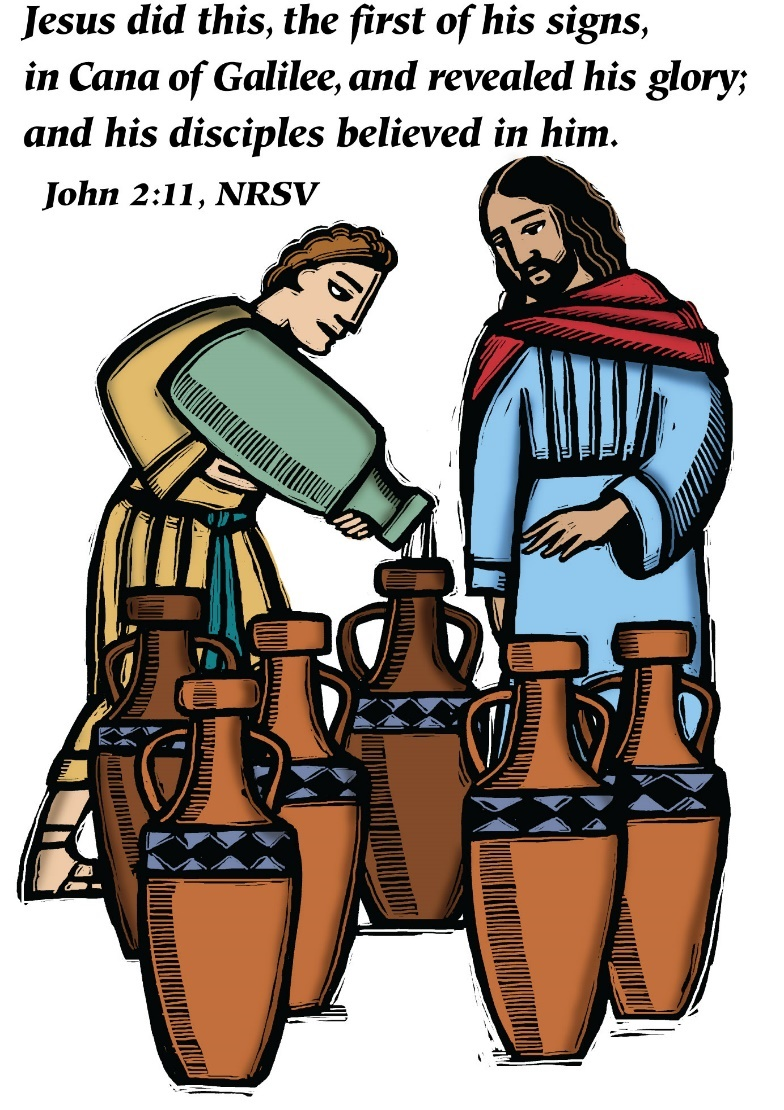 Jesus did this, the first of his signs,
in Cana of Galilee, and revealed his glory;
and his disciples believed in him.
John 2:11, NRSV